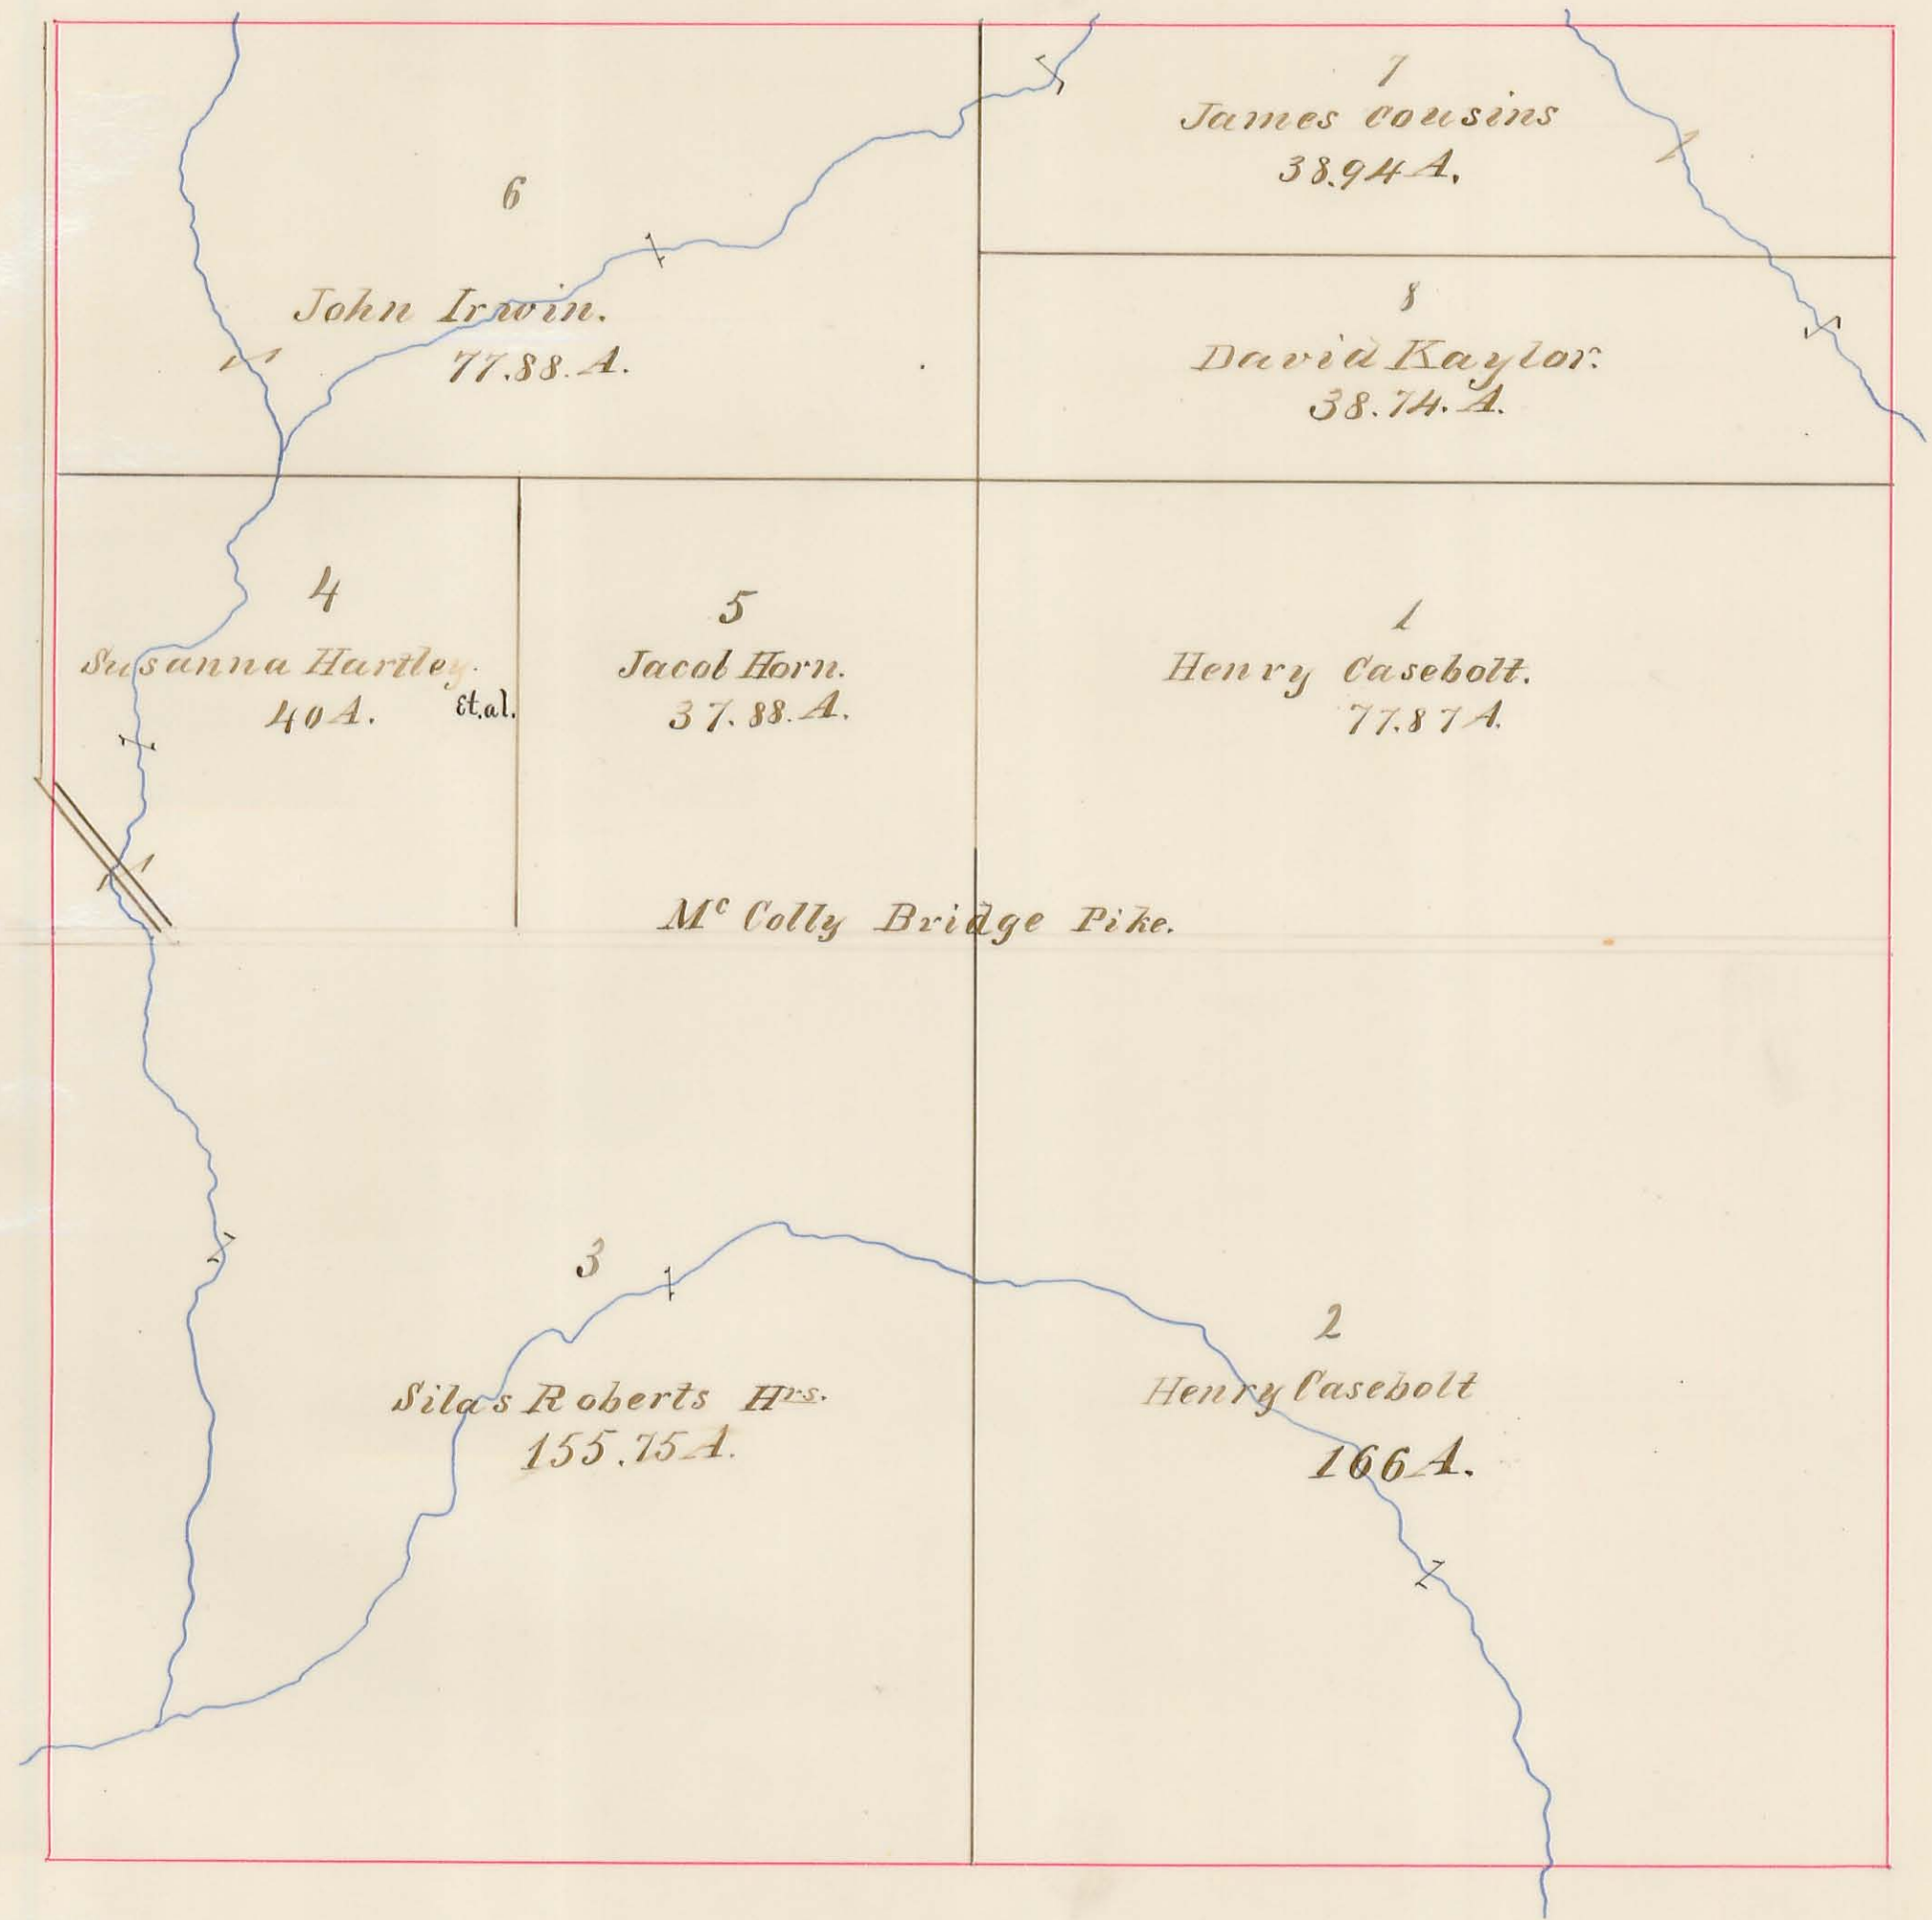 7
James cousins
38.94 A.
6
John Irwin.
77.88. A.
8
David Kaylor.
38.74. A.
4
Susanna Hartley.
et.al.
40 A.
5
Jacob Horn.
37.88. A.
1
Henry Casebolt.
77.87 A.
Mc Colly Bridge Pike.
3
Silas Roberts Hrs.
155.75 A.
2
Henry Casebolt
166 A.